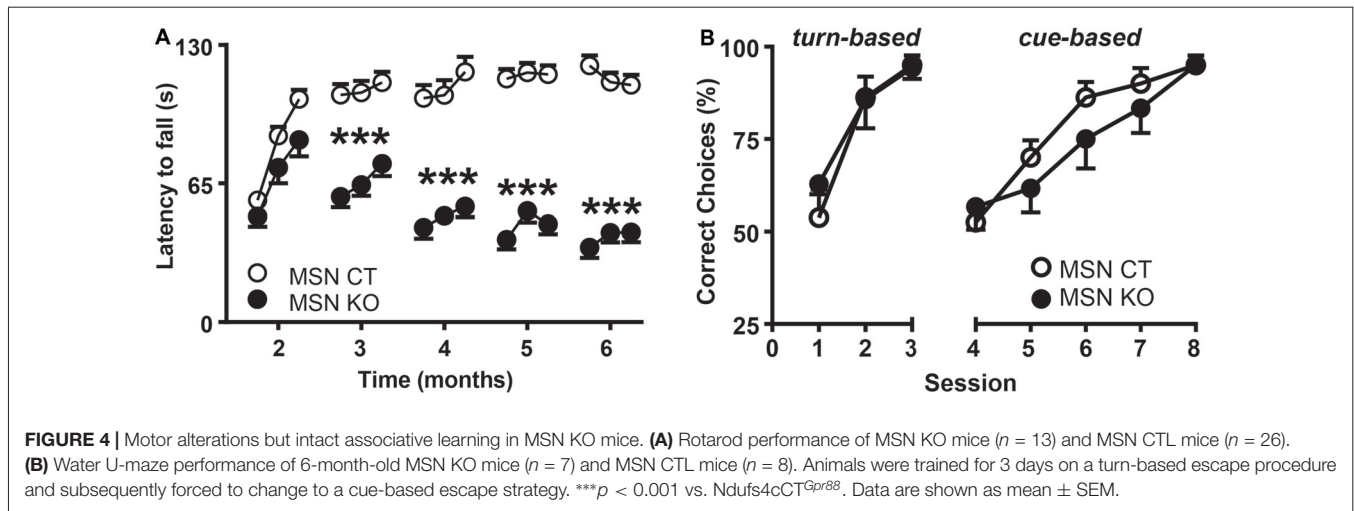 A
130
65
0
Latency to fall (s)
***
***
***
***
MSN CT
MSN KO
2 3 4 5 6
Time (months)
B
turn-based cue-based
100
75
50
25
Correct Choices (%)
MSN CT
MSN KO
0 1 2 3 4 5 6 7 8
Session
FIGURE 4 | Motor alterations but intact associative learning in MSN KO mice. (A) Rotarod performance of MSN KO mice (n = 13) and MSN CTL mice (n = 26).
(B) Water U-maze performance of 6-month-old MSN KO mice (n = 7) and MSN CTL mice (n = 8). Animals were trained for 3 days on a turn-based escape procedure
and subsequently forced to change to a cue-based escape strategy. ***p < 0.001 vs. Ndufs4cCTGpr88. Data are shown as mean ± SEM.